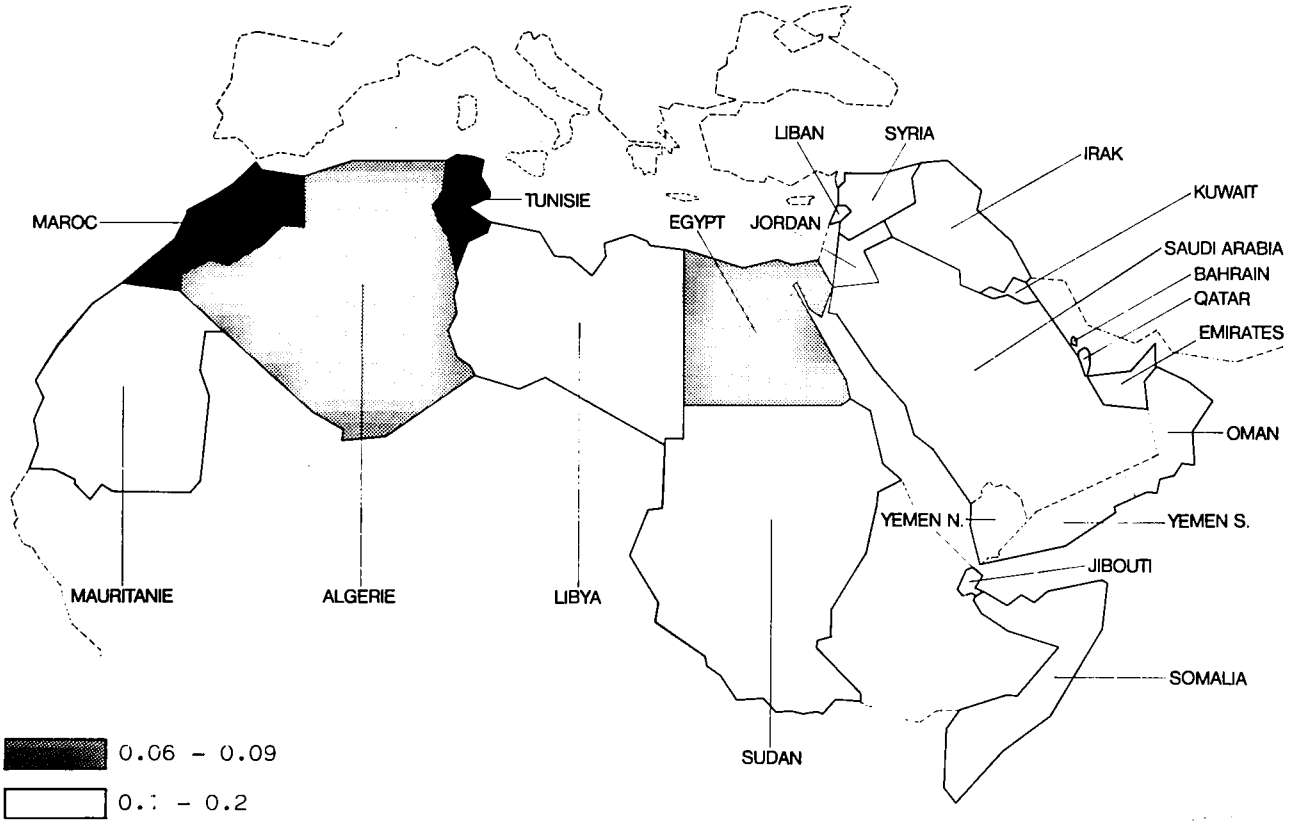 LIBAN
SYRIA
IRAK
KUWAIT
MAROC
TUNISIE
EGYPT
JORDAN
SAUDI ARABIA
BAHRAIN
QATAR
EMIRATES
OMAN
YEMEN N.
YEMEN S.
JIBOUTI
MAURITANIE
ALGERIE
LIBYA
SOMALIA
SUDAN
0.06 - 0.09
- 0.2